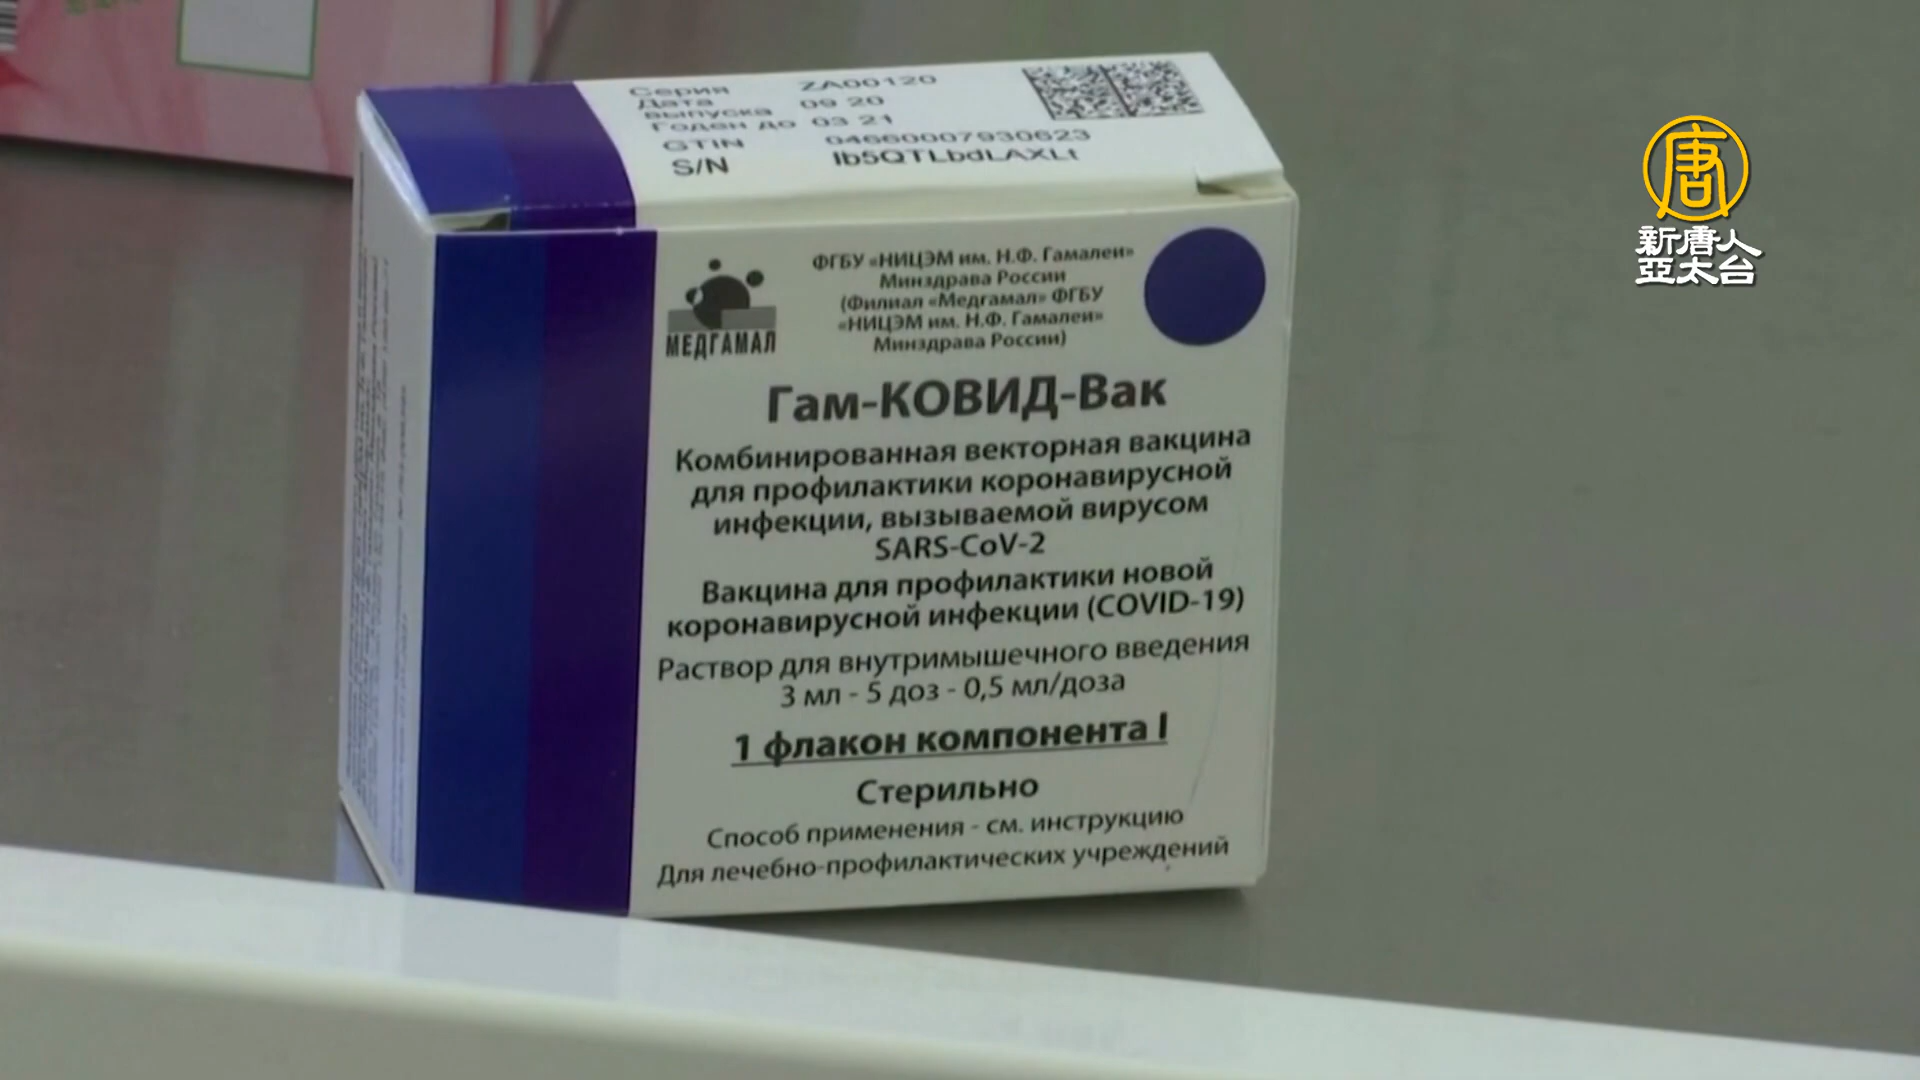 Серия ZA00120
Дата
выпуска 09 20
Годен до 03 21
GTIN 04660007930623
S/N Ib5QTLbdLAXLt
МЕДГАМАЛ
ФГБУ «НИЦЭМ им. Н.Ф. Гамалеи»
Минздрава России
(Филиал «Медгамал» ФГБУ
«НИЦЭМ им. Н.Ф. Гамалеи»
Минздрава России)
Гам-КОВИД-Вак
Комбинированная векторная вакцина
для профилактики коронавирусной
инфекции, вызываемой вирусом
SARS-CoV-2
Вакцина для профилактики новой
коронавирусной инфекции (COVID-19)
Раствор для внутримышечного введения
3 мл - 5 доз - 0,5 мл/доза
1 флакон компонента I
Стерильно
Способ применения - см. инструкцию
Для лечебно-профилактических учреждений
唐
新唐人
亞太台